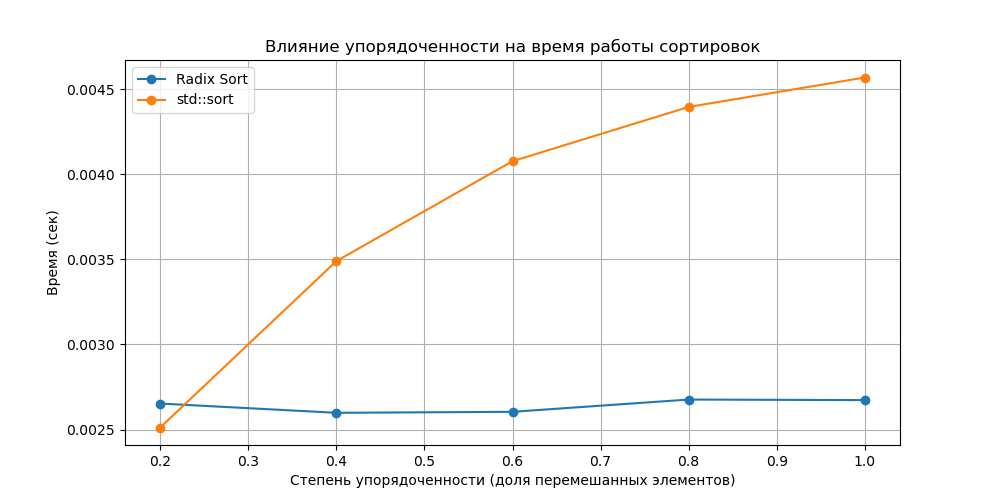 Влияние упорядоченности на время работы сортировок
Radix Sort
std::sort
0.0045
0.0040
0.0035
0.0030
0.0025
Время (сек)
0.2 0.3 0.4 0.5 0.6 0.7 0.8 0.9 1.0
Степень упорядоченности (доля перемешанных элементов)